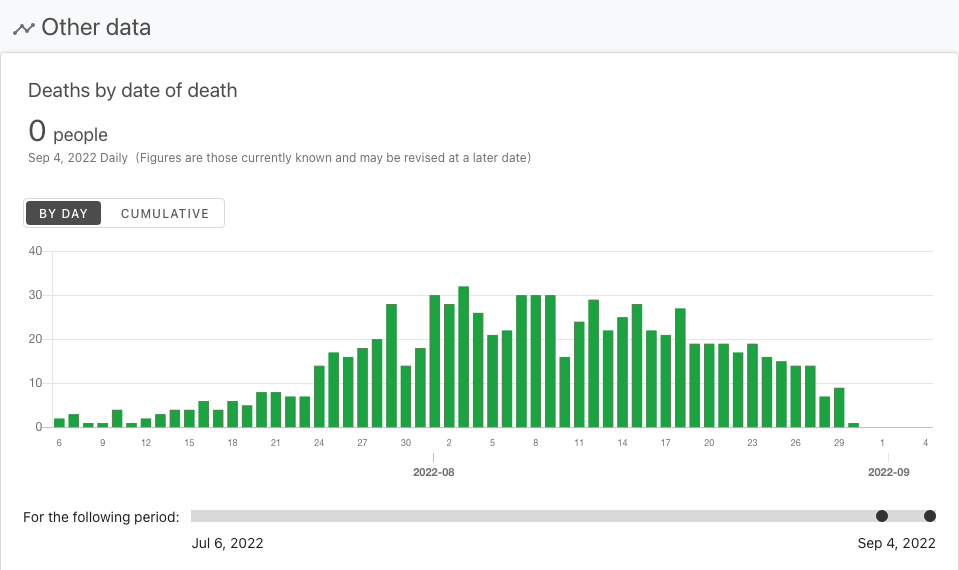 Other data
Deaths by date of death
0 people
Sep 4, 2022 Daily (Figures are those currently known and may be revised at a later date)
BY DAY CUMULATIVE
40
30
20
10
0
6 9 12 15 18 21 24 27 30 2 5 8 11 14 17 20 23 26 29 1 4
2022-08 2022-09
For the following period:
Jul 6, 2022 Sep 4, 2022